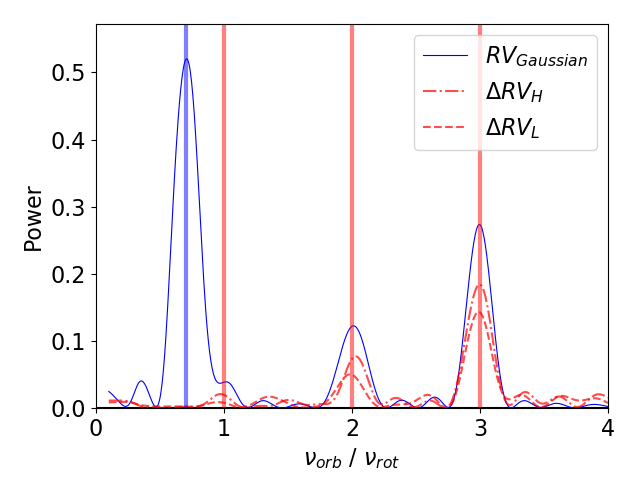 0.5
0.4
0.3
0.2
0.1
0.0
Power
0 1 2 3 4
ν_orb / ν_rot
RV_Gaussian
ΔRV_H
ΔRV_L